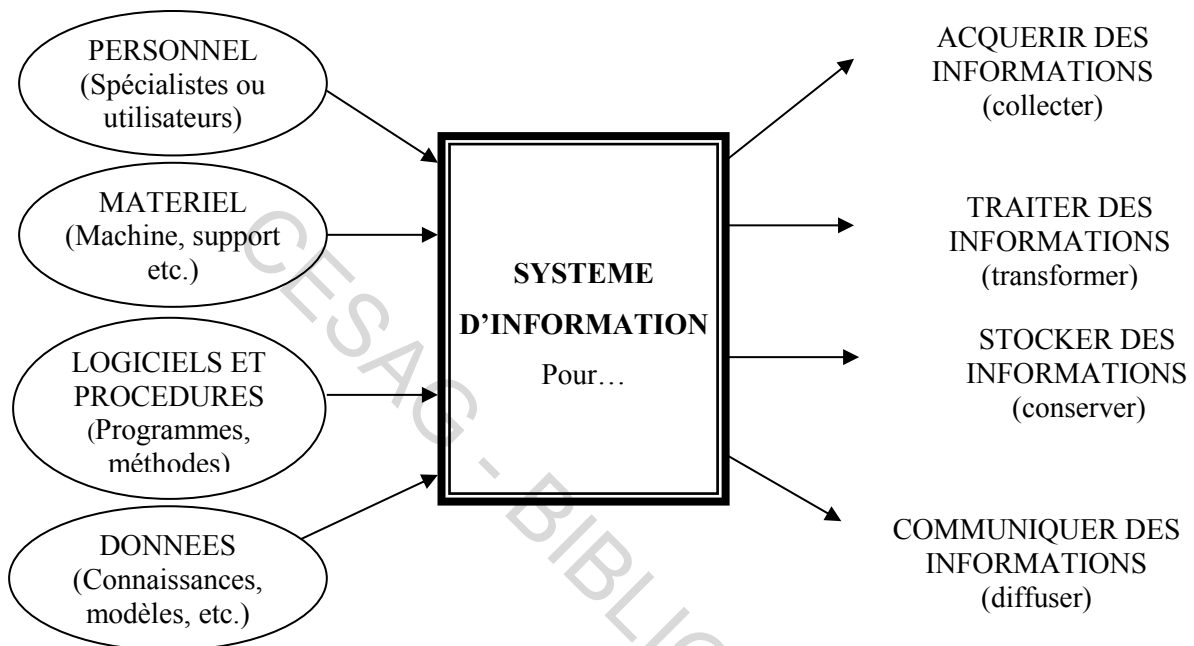 PERSONNEL
(Spécialistes ou
utilisateurs)
MATERIEL
(Machine, support
etc.)
LOGICIELS ET
PROCEDURES
(Programmes,
méthodes)
DONNEES
(Connaissances,
modèles, etc.)
SYSTEME
D’INFORMATION
Pour…
ACQUERIR DES
INFORMATIONS
(collecter)
TRAITER DES
INFORMATIONS
(transformer)
STOCKER DES
INFORMATIONS
(conserver)
COMMUNIQUER DES
INFORMATIONS
(diffuser)
CESAG - BIBLIO